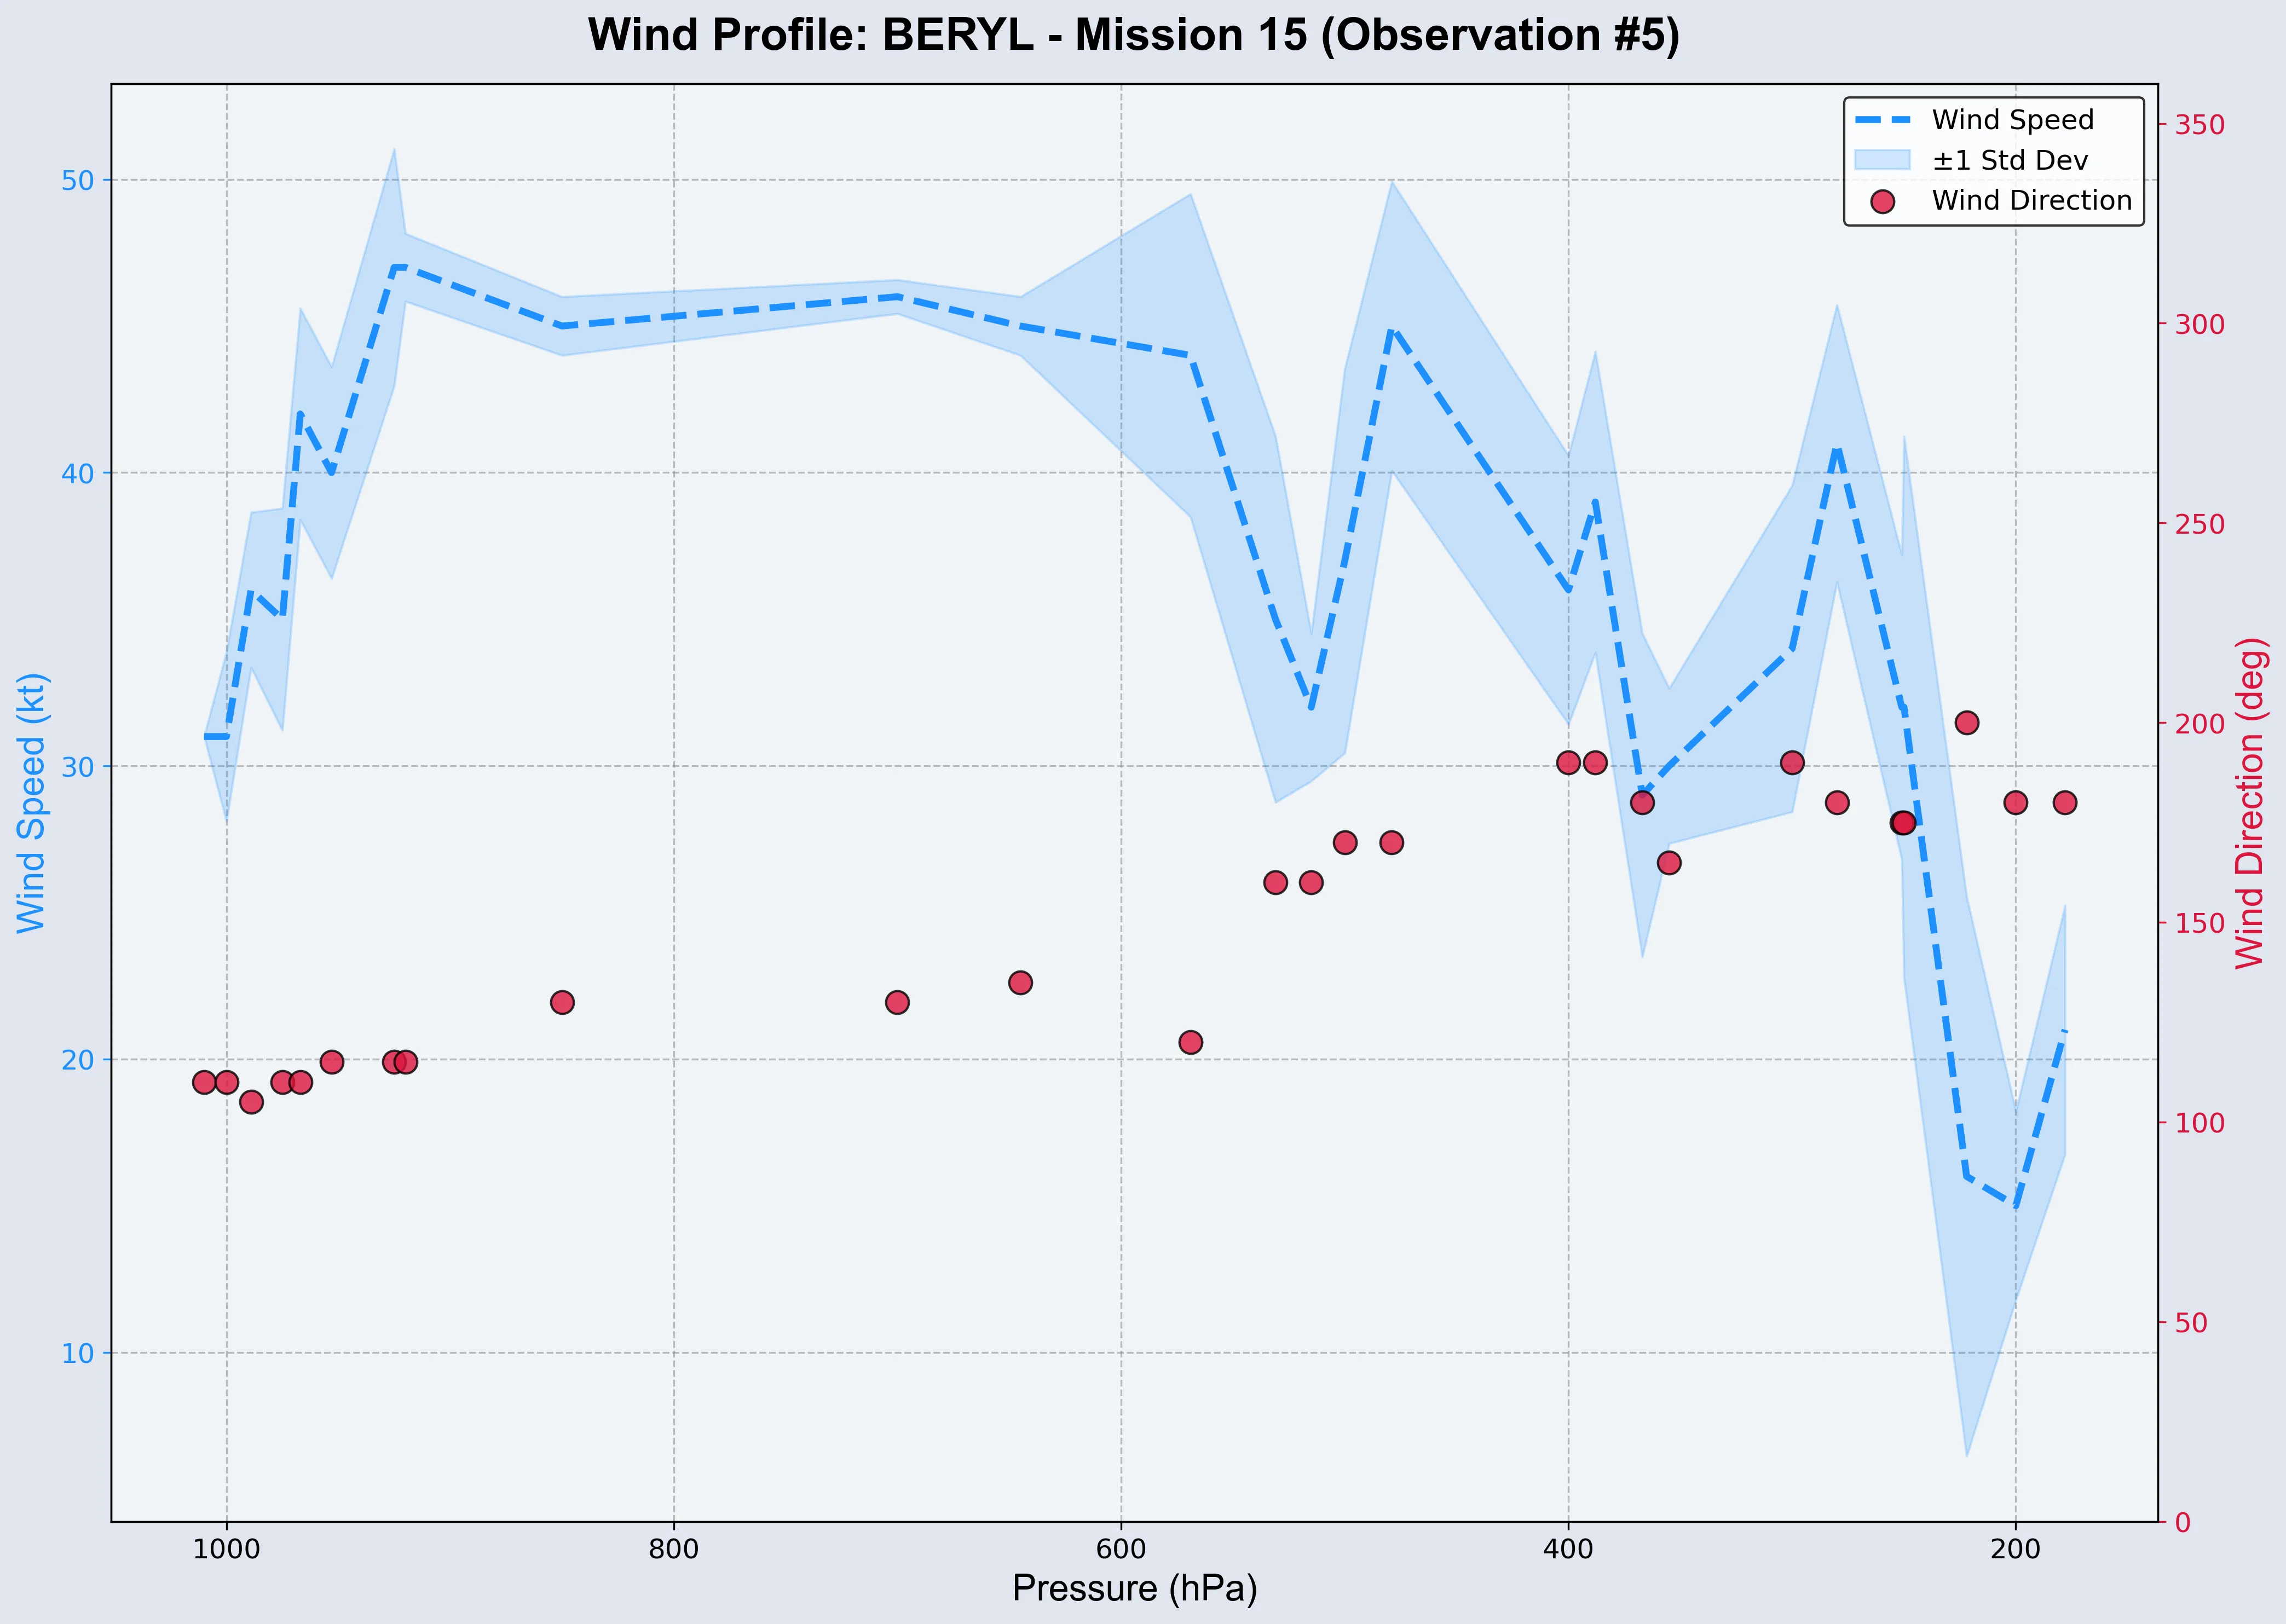 Wind Profile: BERYL - Mission 15 (Observation #5)
Wind Speed
±1 Std Dev
Wind Direction
Wind Speed (kt)
50
40
30
20
10
350
300
250
200
150
100
50
0
Wind Direction (deg)
1000
800
600
400
200
Pressure (hPa)